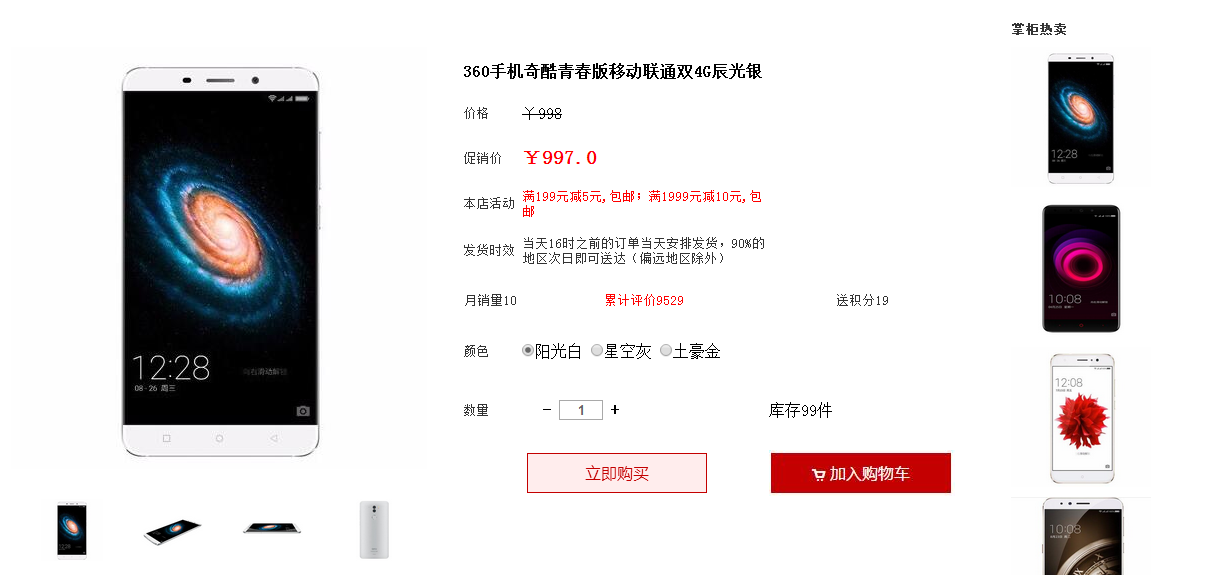 掌柜热卖
360手机奇酷青春版移动联通双4G辰光银
价格 ￥998
促销价 ￥997.0
本店活动 满199元减5元,包邮；满1999元减10元,包
邮
发货时效 当天16时之前的订单当天安排发货，90%的
地区次日即可送达（偏远地区除外）
月销量10 累计评价9529 送积分19
颜色 阳光白 星空灰 土豪金
数量 − 1 + 库存99件
立即购买 加入购物车
12:28
08-26 周三
向右滑动解锁
12:28
10:08
12:08
10:08